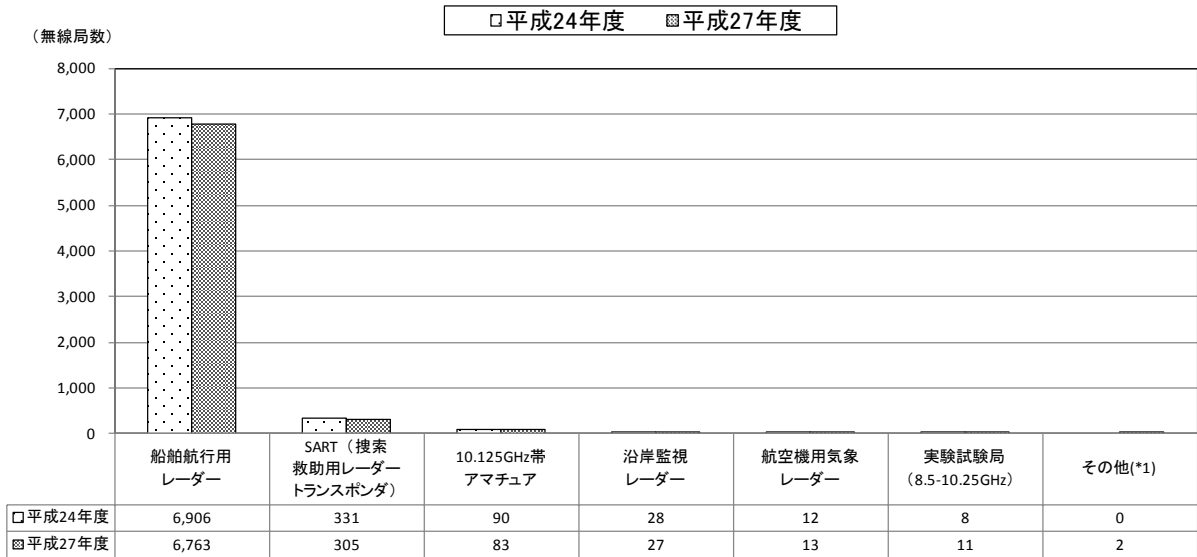 □平成24年度 ▩平成27年度
（無線局数）
8,000
7,000
6,000
5,000
4,000
3,000
2,000
1,000
0
船舶航行用
レーダー
SART（捜索
救助用レーダー
トランスポンダ）
10.125GHz帯
アマチュア
沿岸監視
レーダー
航空機用気象
レーダー
実験試験局
（8.5-10.25GHz）
その他(*1)
□平成24年度 6,906 331 90 28 12 8 0
▩平成27年度 6,763 305 83 27 13 11 2